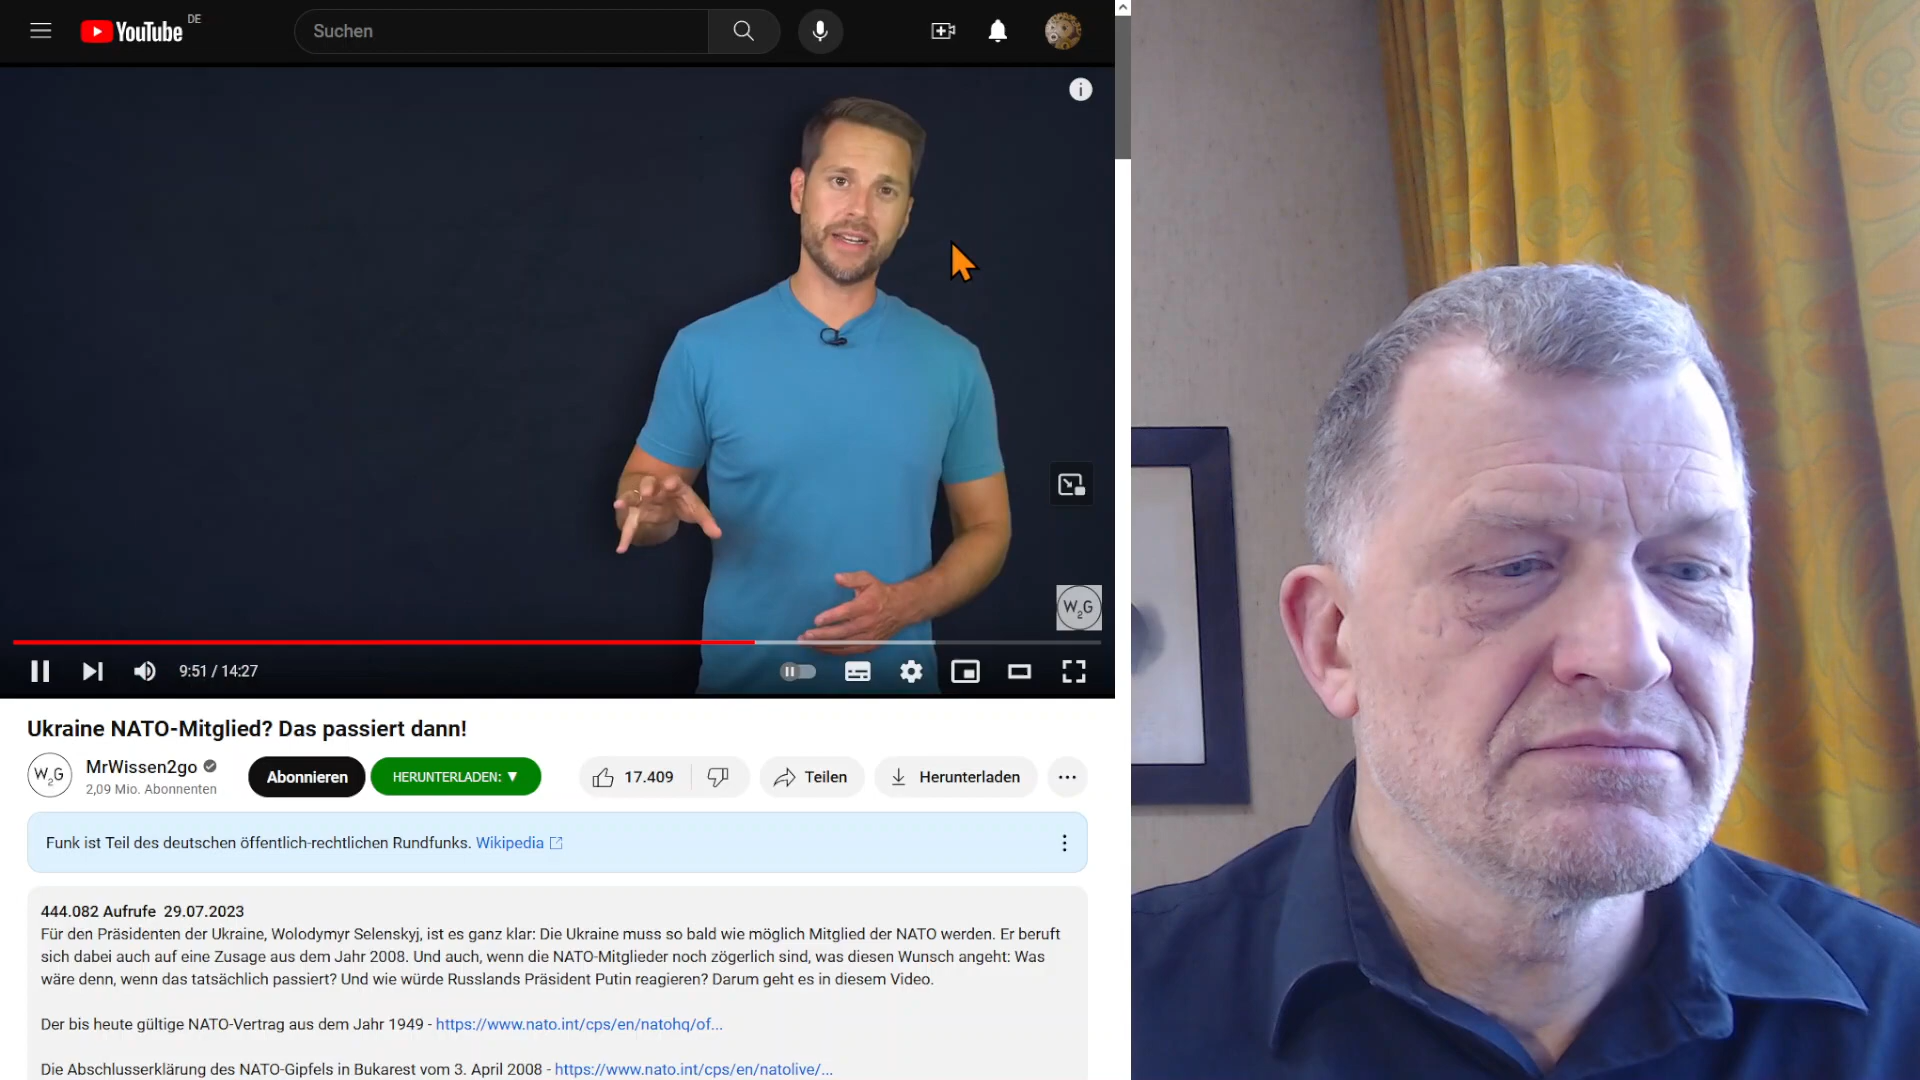 YouTube DE
Suchen
W2G
9:51 / 14:27
Ukraine NATO-Mitglied? Das passiert dann!
W2G
MrWissen2go
2,09 Mio. Abonnenten
Abonnieren
HERUNTERLADEN: ▼
17.409
Teilen
Herunterladen
Funk ist Teil des deutschen öffentlich-rechtlichen Rundfunks. Wikipedia
444.082 Aufrufe 29.07.2023
Für den Präsidenten der Ukraine, Wolodymyr Selenskyj, ist es ganz klar: Die Ukraine muss so bald wie möglich Mitglied der NATO werden. Er beruft
sich dabei auch auf eine Zusage aus dem Jahr 2008. Und auch, wenn die NATO-Mitglieder noch zögerlich sind, was diesen Wunsch angeht: Was
wäre denn, wenn das tatsächlich passiert? Und wie würde Russlands Präsident Putin reagieren? Darum geht es in diesem Video.
Der bis heute gültige NATO-Vertrag aus dem Jahr 1949 - https://www.nato.int/cps/en/natohq/of...
Die Abschlusserklärung des NATO-Gipfels in Bukarest vom 3. April 2008 - https://www.nato.int/cps/en/natolive/...